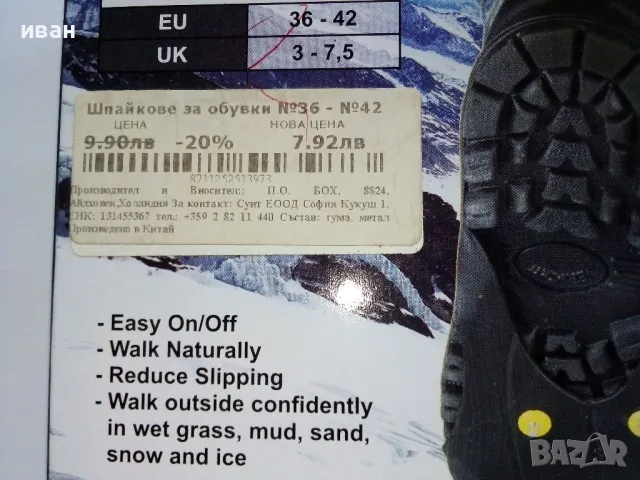 иван
EU 36 - 42
UK 3 - 7,5
Шпайкове за обувки №36 - №42
ЦЕНА НОВА ЦЕНА
9.90лв -20% 7.92лв
8711252513973
Производител и Вносител:: П.О. БОХ, 8824,
Айдховек,Холандия За контакт: Сунт ЕООД София Кукуш 1.
ЕИК: 131455367 тел.: +359 2 82 11 440 Състав: гума, метал
Произведено в Китай
- Easy On/Off
- Walk Naturally
- Reduce Slipping
- Walk outside confidently
in wet grass, mud, sand,
snow and ice
BAZAR